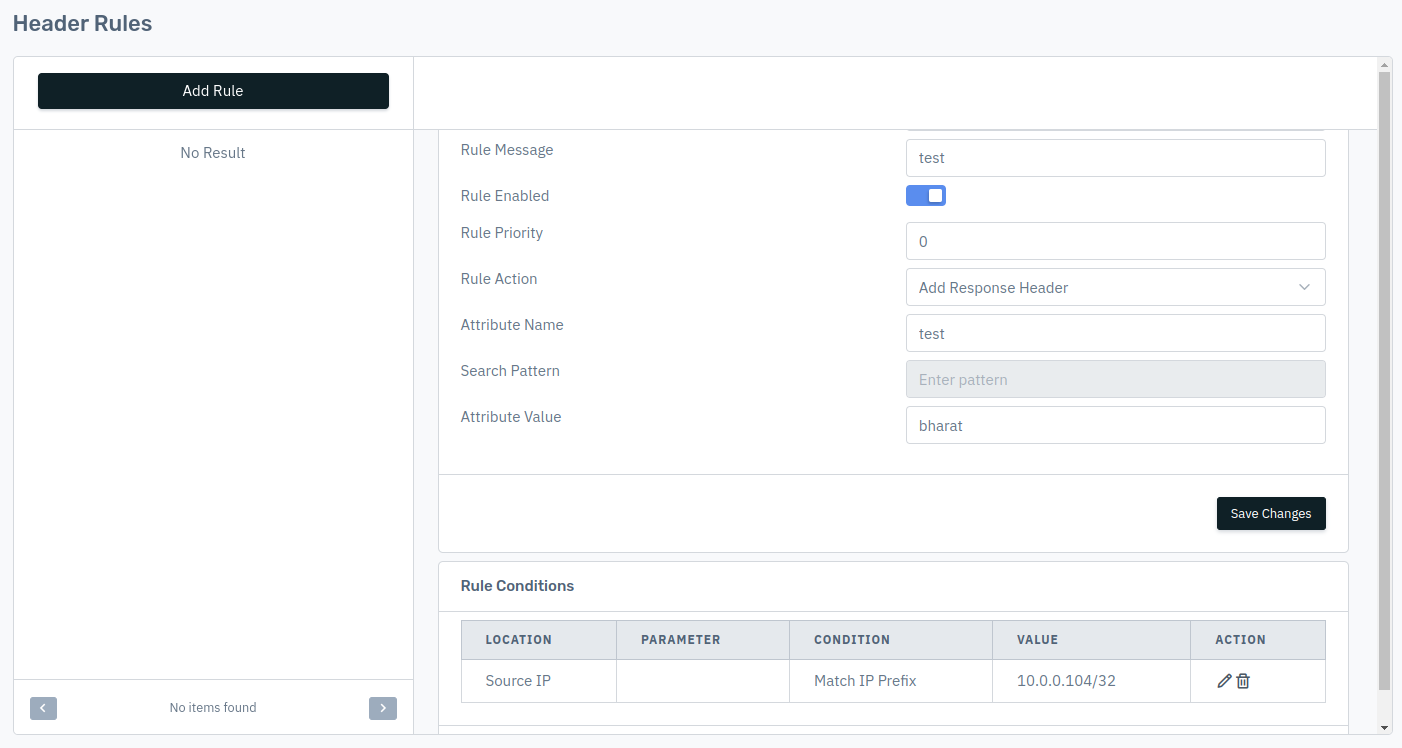 Header Rules
Add Rule
No Result
Rule Message
test
Rule Enabled
Rule Priority
0
Rule Action
Add Response Header
Attribute Name
test
Search Pattern
Enter pattern
Attribute Value
bharat
Save Changes
Rule Conditions
LOCATION PARAMETER CONDITION VALUE ACTION
Source IP Match IP Prefix 10.0.0.104/32
No items found